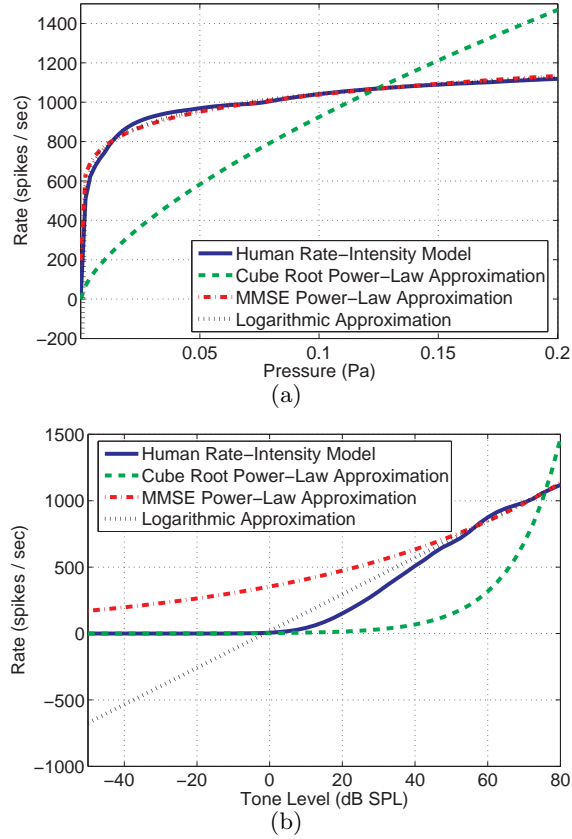 1400
1200
1000
800
600
400
200
0
−200
Rate (spikes / sec)
Human Rate−Intensity Model
Cube Root Power−Law Approximation
MMSE Power−Law Approximation
Logarithmic Approximation
0.05 0.1 0.15 0.2
Pressure (Pa)
(a)
1500
1000
500
0
−500
−1000
Rate (spikes / sec)
Human Rate−Intensity Model
Cube Root Power−Law Approximation
MMSE Power−Law Approximation
Logarithmic Approximation
−40 −20 0 20 40 60 80
Tone Level (dB SPL)
(b)